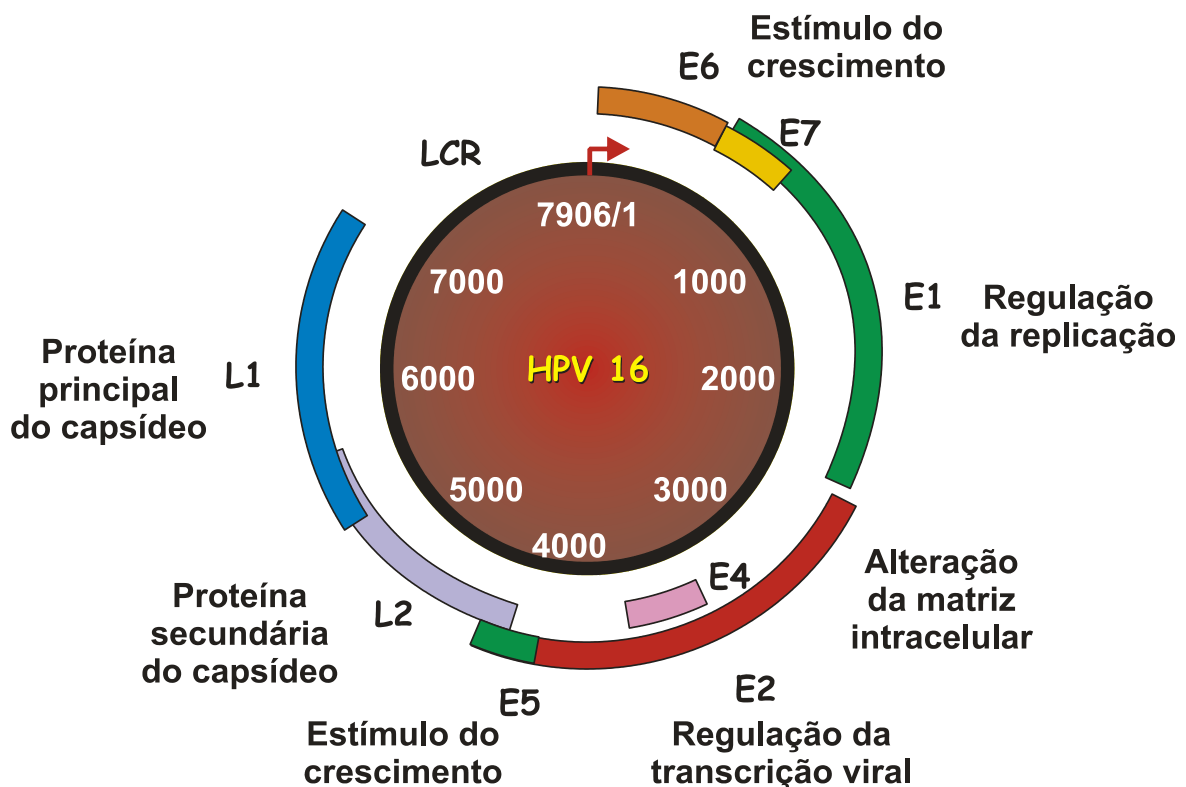 Estímulo do
crescimento
E6
E7
LCR
7906/1
7000
1000
E1
Regulação
da replicação
HPV 16
6000
2000
Proteína
principal
do capsídeo
L1
5000
3000
4000
E4
Alteração
da matriz
intracelular
Proteína
secundária
do capsídeo
L2
E5
Estímulo do
crescimento
E2
Regulação da
transcrição viral